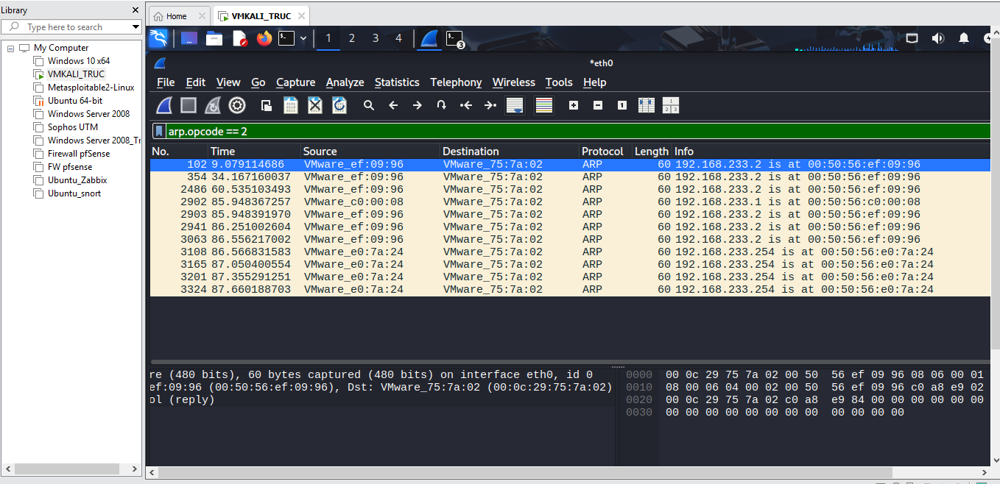 Library
Type here to search
My Computer
Windows 10 x64
VMKALI_TRUC
Metasploitable2-Linux
Ubuntu 64-bit
Windows Server 2008
Sophos UTM
Windows Server 2008_Tr
Firewall pfSense
FW pfsense
Ubuntu_Zabbix
Ubuntu_snort
Home
VMKALI_TRUC
1 2 3 4
3
*eth0
File Edit View Go Capture Analyze Statistics Telephony Wireless Tools Help
arp.opcode == 2
No. Time Source Destination Protocol Length Info
102 9.079114686 VMware_ef:09:96 VMware_75:7a:02 ARP 60 192.168.233.2 is at 00:50:56:ef:09:96
354 34.167160037 VMware_ef:09:96 VMware_75:7a:02 ARP 60 192.168.233.2 is at 00:50:56:ef:09:96
2486 60.535103493 VMware_ef:09:96 VMware_75:7a:02 ARP 60 192.168.233.2 is at 00:50:56:ef:09:96
2902 85.948367257 VMware_c0:00:08 VMware_75:7a:02 ARP 60 192.168.233.1 is at 00:50:56:c0:00:08
2903 85.948391970 VMware_ef:09:96 VMware_75:7a:02 ARP 60 192.168.233.2 is at 00:50:56:ef:09:96
2941 86.251002604 VMware_ef:09:96 VMware_75:7a:02 ARP 60 192.168.233.2 is at 00:50:56:ef:09:96
3063 86.556217002 VMware_ef:09:96 VMware_75:7a:02 ARP 60 192.168.233.2 is at 00:50:56:ef:09:96
3108 86.566831583 VMware_e0:7a:24 VMware_75:7a:02 ARP 60 192.168.233.254 is at 00:50:56:e0:7a:24
3165 87.050400554 VMware_e0:7a:24 VMware_75:7a:02 ARP 60 192.168.233.254 is at 00:50:56:e0:7a:24
3201 87.355291251 VMware_e0:7a:24 VMware_75:7a:02 ARP 60 192.168.233.254 is at 00:50:56:e0:7a:24
3324 87.660188703 VMware_e0:7a:24 VMware_75:7a:02 ARP 60 192.168.233.254 is at 00:50:56:e0:7a:24
re (480 bits), 60 bytes captured (480 bits) on interface eth0, id 0
ef:09:96 (00:50:56:ef:09:96), Dst: VMware_75:7a:02 (00:0c:29:75:7a:02)
ol (reply)
0000 00 0c 29 75 7a 02 00 50 56 ef 09 96 08 06 00 01
0010 08 00 06 04 00 02 00 50 56 ef 09 96 c0 a8 e9 02
0020 00 0c 29 75 7a 02 c0 a8 e9 84 00 00 00 00 00 00
0030 00 00 00 00 00 00 00 00 00 00 00 00